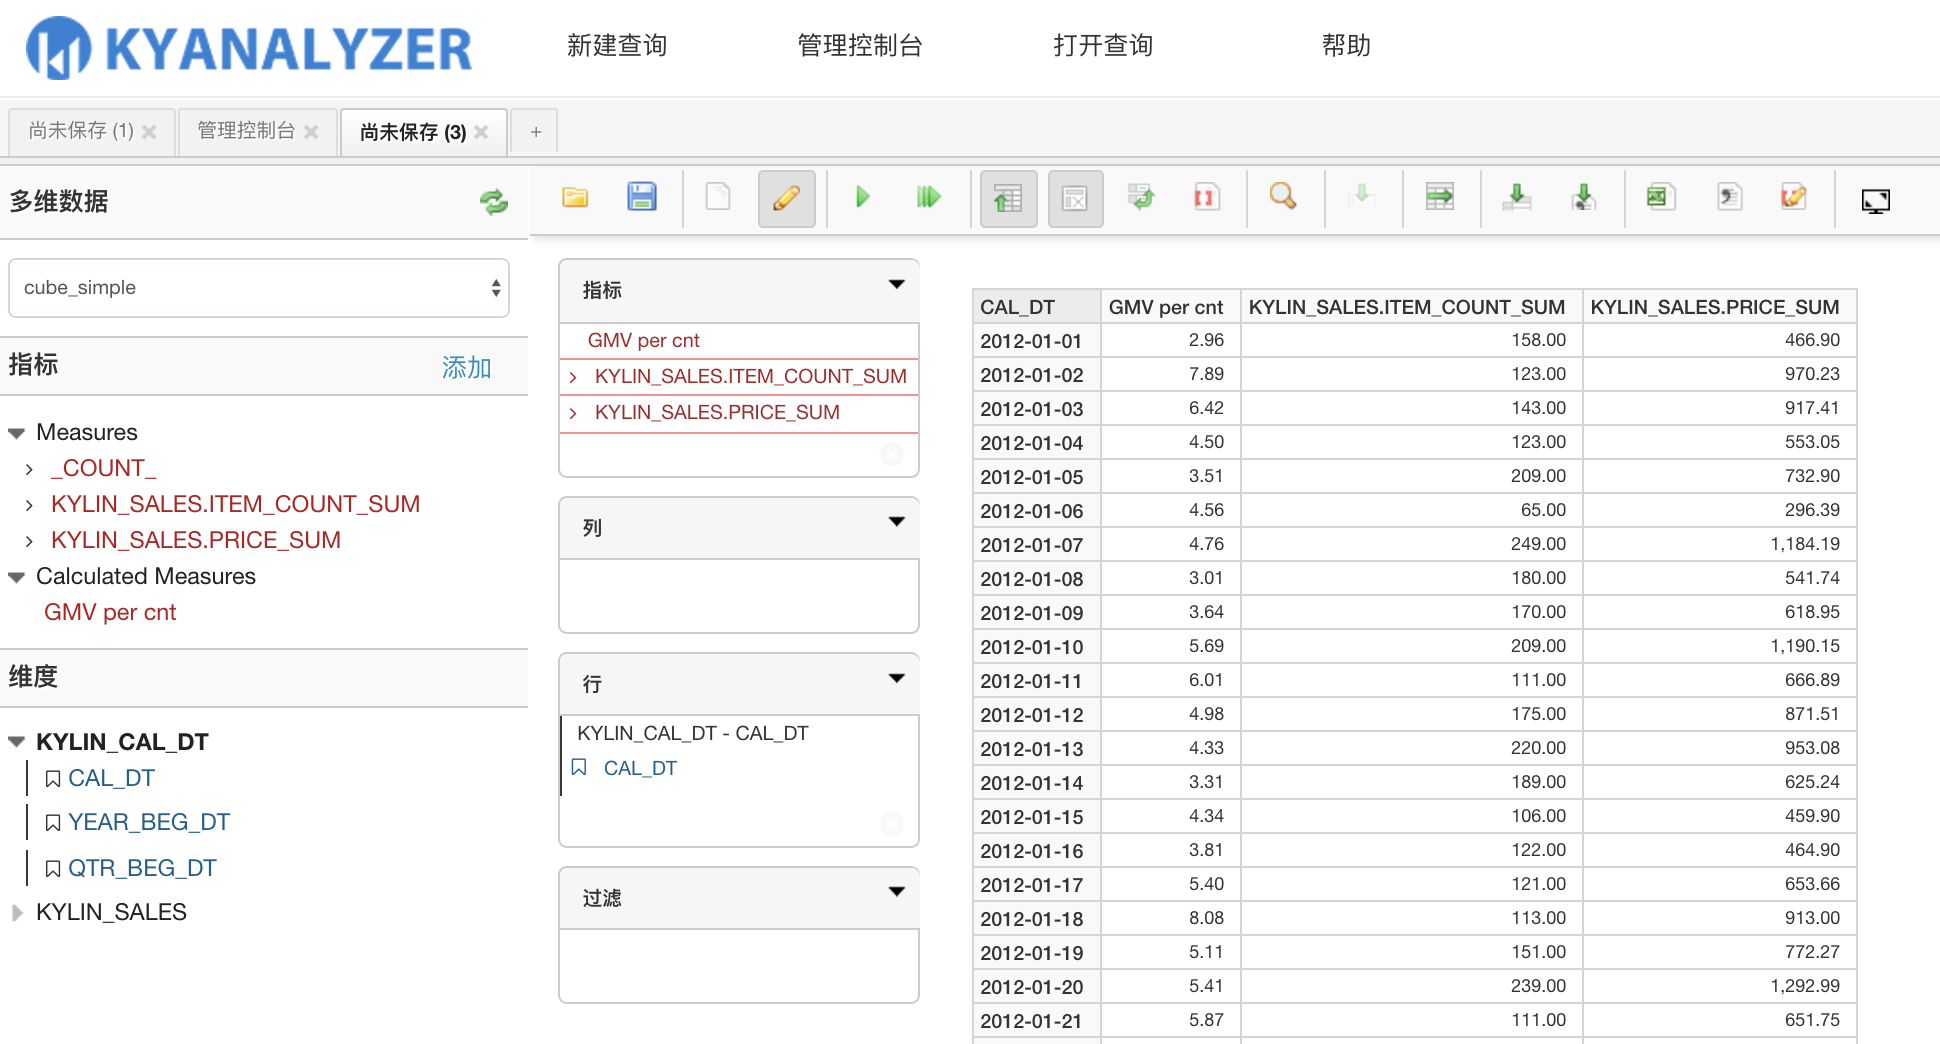 KYANALYZER
新建查询 管理控制台 打开查询 帮助
尚未保存 (1) 管理控制台 尚未保存 (3) +
多维数据
cube_simple
指标 添加
Measures
_COUNT_
KYLIN_SALES.ITEM_COUNT_SUM
KYLIN_SALES.PRICE_SUM
Calculated Measures
GMV per cnt
维度
KYLIN_CAL_DT
CAL_DT
YEAR_BEG_DT
QTR_BEG_DT
KYLIN_SALES
指标
GMV per cnt
KYLIN_SALES.ITEM_COUNT_SUM
KYLIN_SALES.PRICE_SUM
列
行
KYLIN_CAL_DT - CAL_DT
CAL_DT
过滤
CAL_DT GMV per cnt KYLIN_SALES.ITEM_COUNT_SUM KYLIN_SALES.PRICE_SUM
2012-01-01 2.96 158.00 466.90
2012-01-02 7.89 123.00 970.23
2012-01-03 6.42 143.00 917.41
2012-01-04 4.50 123.00 553.05
2012-01-05 3.51 209.00 732.90
2012-01-06 4.56 65.00 296.39
2012-01-07 4.76 249.00 1,184.19
2012-01-08 3.01 180.00 541.74
2012-01-09 3.64 170.00 618.95
2012-01-10 5.69 209.00 1,190.15
2012-01-11 6.01 111.00 666.89
2012-01-12 4.98 175.00 871.51
2012-01-13 4.33 220.00 953.08
2012-01-14 3.31 189.00 625.24
2012-01-15 4.34 106.00 459.90
2012-01-16 3.81 122.00 464.90
2012-01-17 5.40 121.00 653.66
2012-01-18 8.08 113.00 913.00
2012-01-19 5.11 151.00 772.27
2012-01-20 5.41 239.00 1,292.99
2012-01-21 5.87 111.00 651.75